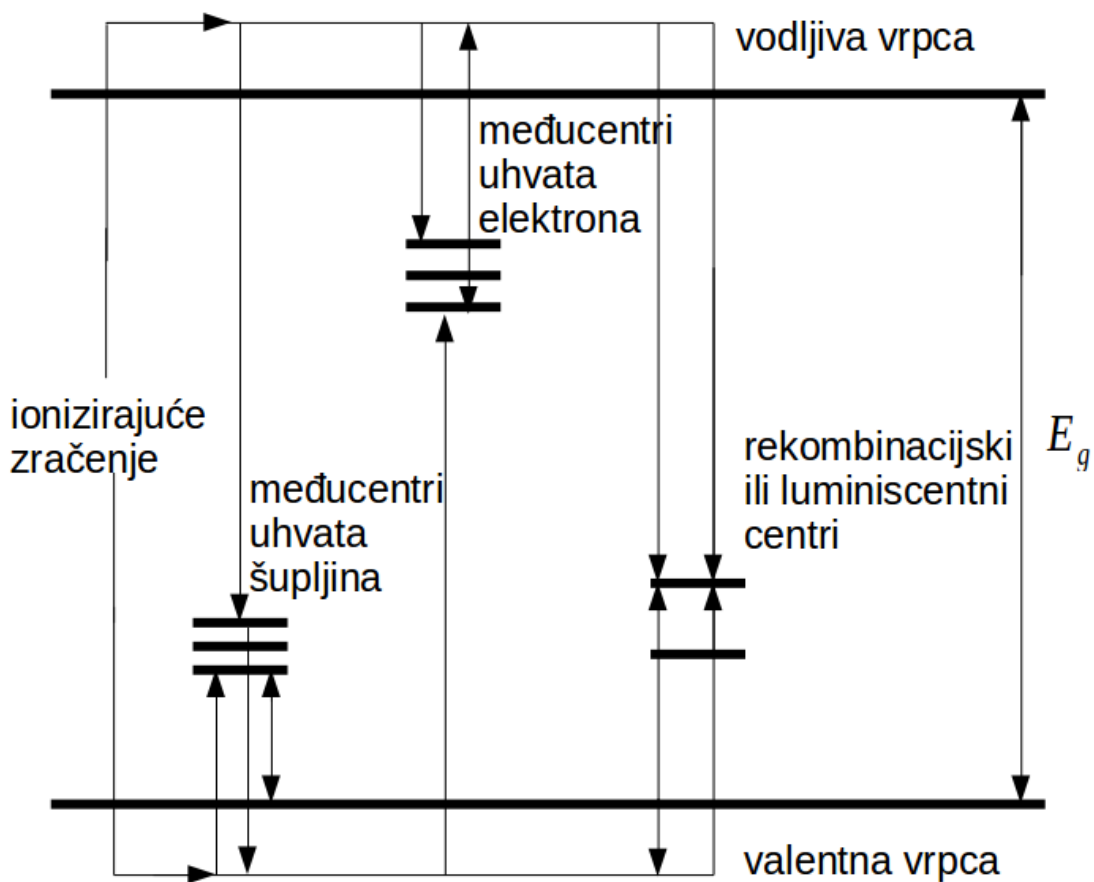 vodljiva vrpca
međucentri
uhvata
elektrona
ionizirajuće
zračenje
međucentri
uhvata
šupljina
rekombinacijski
ili luminiscentni
centri
E_g
valentna vrpca